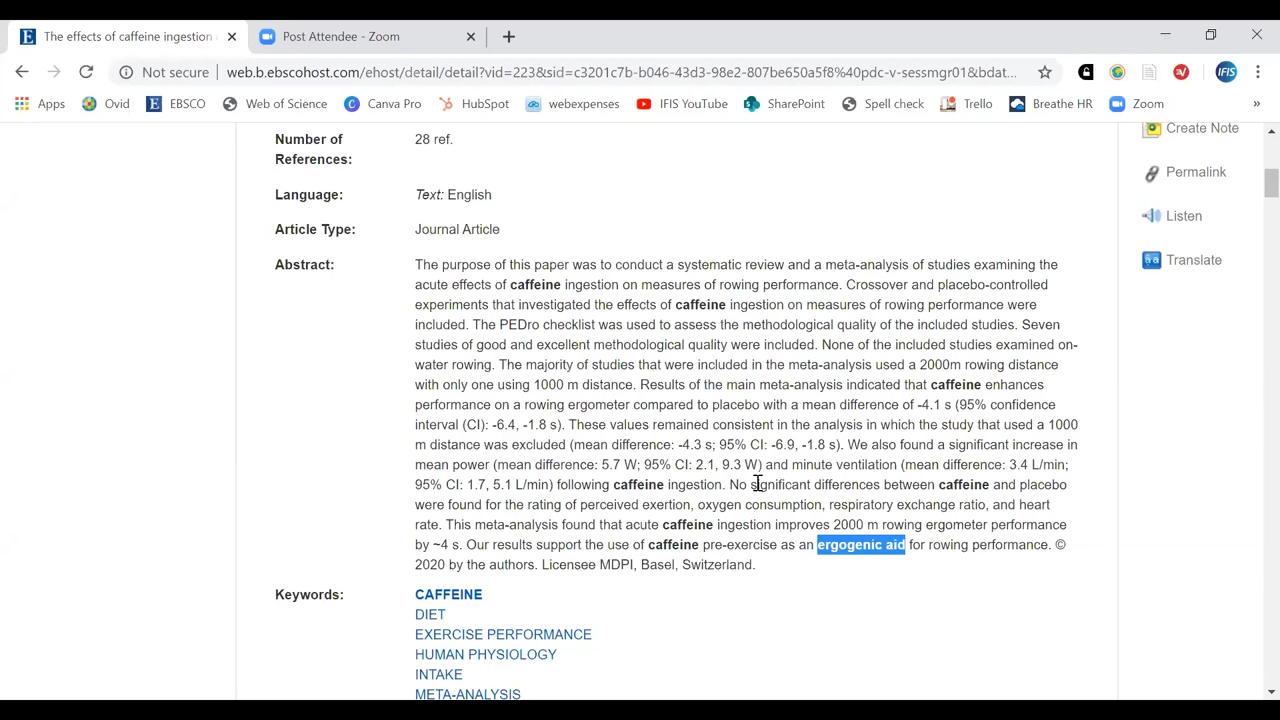 The effects of caffeine ingestion
Post Attendee - Zoom
Not secure
web.b.ebscohost.com/ehost/detail/detail?vid=223&sid=c3201c7b-b046-43d3-98e2-807be650a5f8%40pdc-v-sessmgr01&bdat...
IFIS
Apps
Ovid
EBSCO
Web of Science
Canva Pro
HubSpot
webexpenses
IFIS YouTube
SharePoint
Spell check
Trello
Breathe HR
Zoom
»
Number of
References:
28 ref.
Language:
Text: English
Article Type:
Journal Article
Abstract:
The purpose of this paper was to conduct a systematic review and a meta-analysis of studies examining the
acute effects of caffeine ingestion on measures of rowing performance. Crossover and placebo-controlled
experiments that investigated the effects of caffeine ingestion on measures of rowing performance were
included. The PEDro checklist was used to assess the methodological quality of the included studies. Seven
studies of good and excellent methodological quality were included. None of the included studies examined on-
water rowing. The majority of studies that were included in the meta-analysis used a 2000m rowing distance
with only one using 1000 m distance. Results of the main meta-analysis indicated that caffeine enhances
performance on a rowing ergometer compared to placebo with a mean difference of -4.1 s (95% confidence
interval (CI): -6.4, -1.8 s). These values remained consistent in the analysis in which the study that used a 1000
m distance was excluded (mean difference: -4.3 s; 95% CI: -6.9, -1.8 s). We also found a significant increase in
mean power (mean difference: 5.7 W; 95% CI: 2.1, 9.3 W) and minute ventilation (mean difference: 3.4 L/min;
95% CI: 1.7, 5.1 L/min) following caffeine ingestion. No significant differences between caffeine and placebo
were found for the rating of perceived exertion, oxygen consumption, respiratory exchange ratio, and heart
rate. This meta-analysis found that acute caffeine ingestion improves 2000 m rowing ergometer performance
by ~4 s. Our results support the use of caffeine pre-exercise as an ergogenic aid for rowing performance. ©
2020 by the authors. Licensee MDPI, Basel, Switzerland.
Keywords:
CAFFEINE
DIET
EXERCISE PERFORMANCE
HUMAN PHYSIOLOGY
INTAKE
META-ANALYSIS
Create Note
Permalink
Listen
Translate